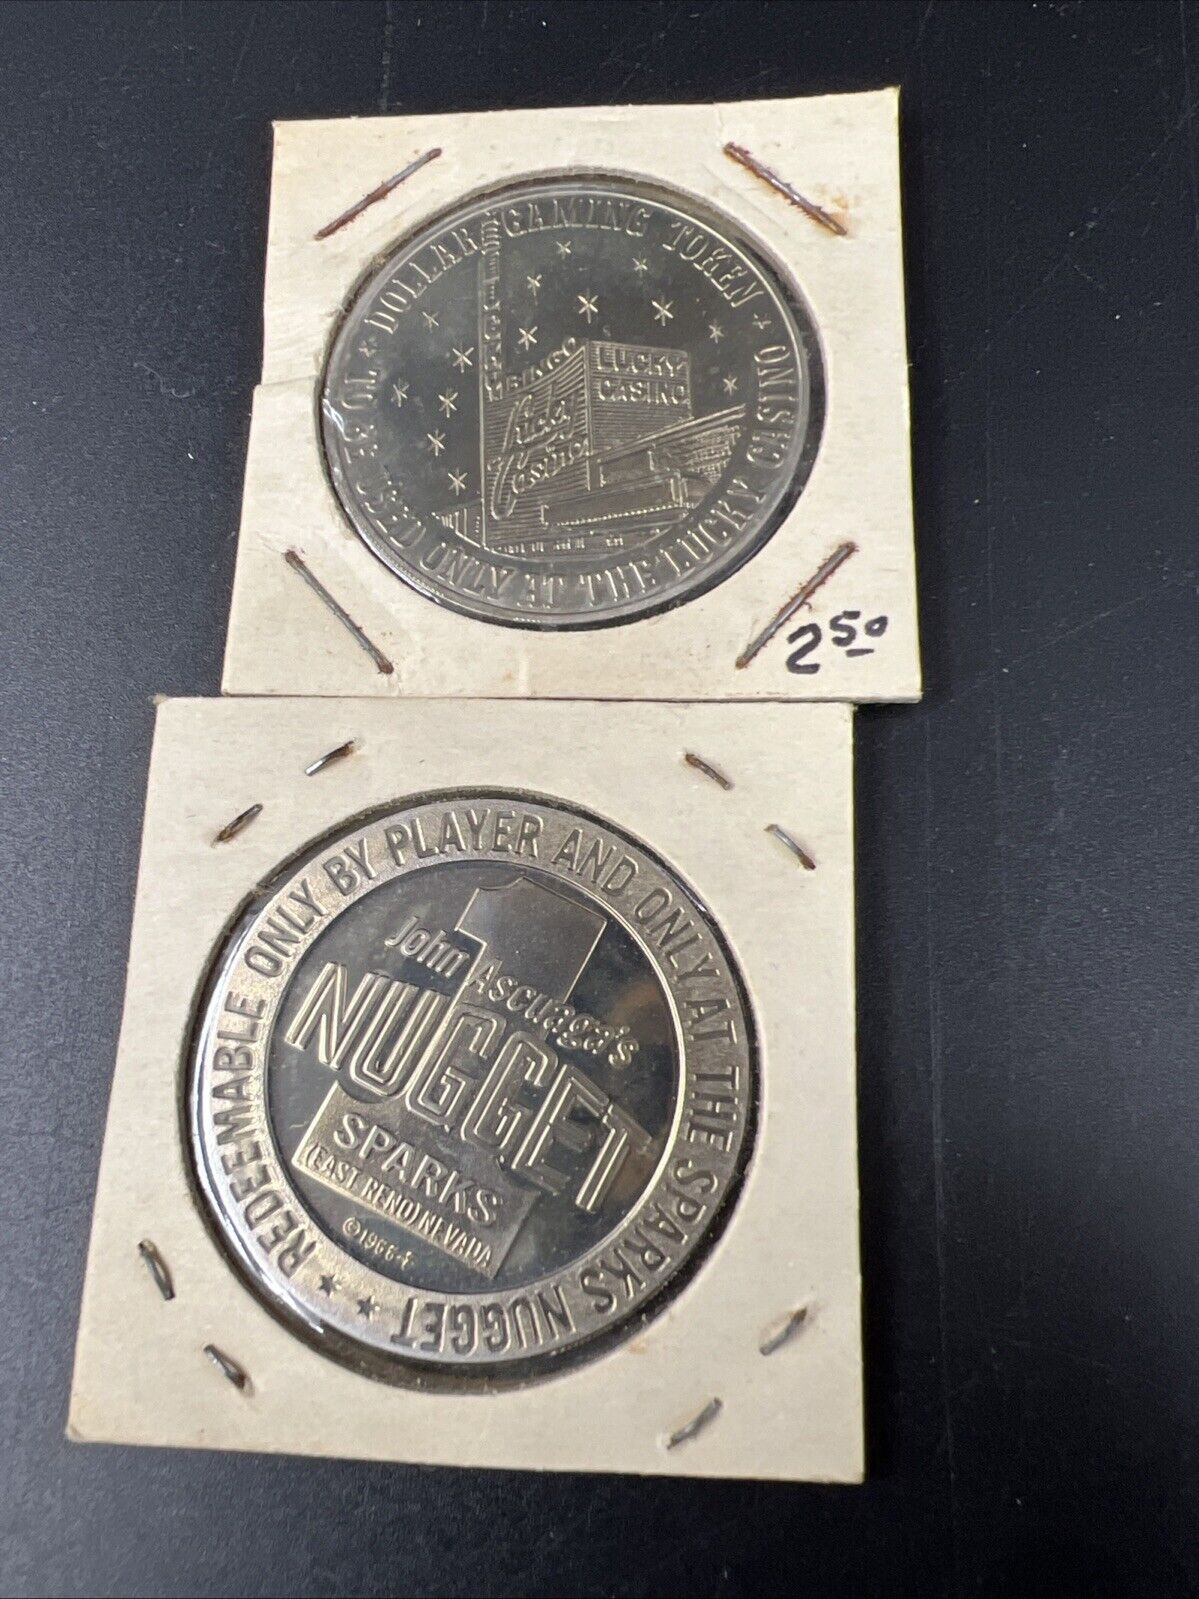 ★ DOLLAR GAMING TOKEN ★
TO BE USED ONLY AT THE LUCKY CASINO
BINGO
Lucky
Casino
LUCKY
CASINO
2 50
REDEEMABLE ONLY BY PLAYER AND ONLY AT THE SPARKS NUGGET ★ ★
John Ascuaga's
NUGGET
SPARKS
(EAST RENO) NEVADA